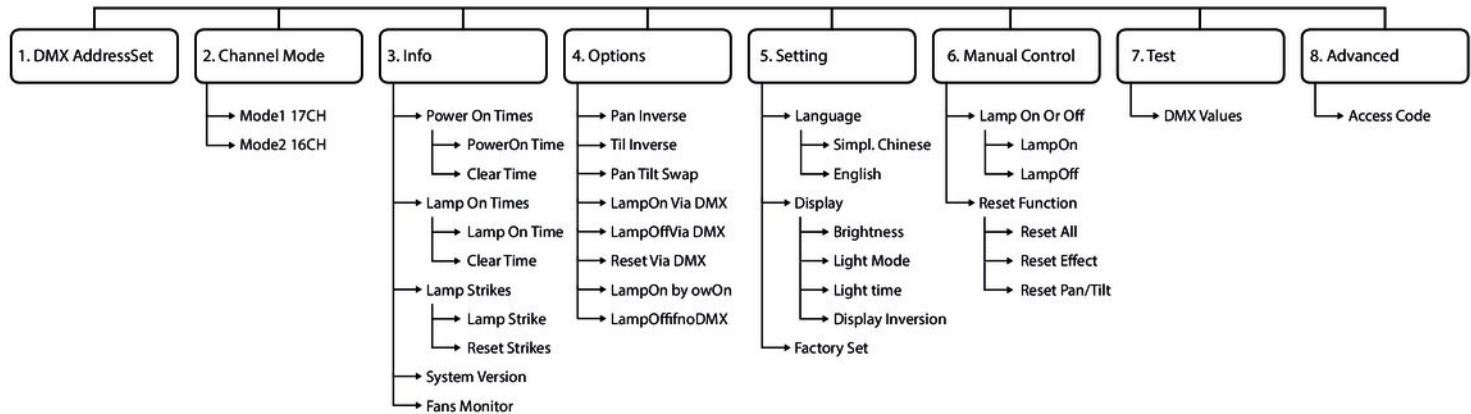 1. DMX AddressSet
2. Channel Mode
Mode1 17CH
Mode2 16CH
3. Info
Power On Times
PowerOn Time
Clear Time
Lamp On Times
Lamp On Time
Clear Time
Lamp Strikes
Lamp Strike
Reset Strikes
System Version
Fans Monitor
4. Options
Pan Inverse
Til Inverse
Pan Tilt Swap
LampOn Via DMX
LampOffVia DMX
Reset Via DMX
LampOn by owOn
LampOffifnoDMX
5. Setting
Language
Simpl. Chinese
English
Display
Brightness
Light Mode
Light time
Display Inversion
Factory Set
6. Manual Control
Lamp On Or Off
LampOn
LampOff
Reset Function
Reset All
Reset Effect
Reset Pan/Tilt
7. Test
DMX Values
8. Advanced
Access Code